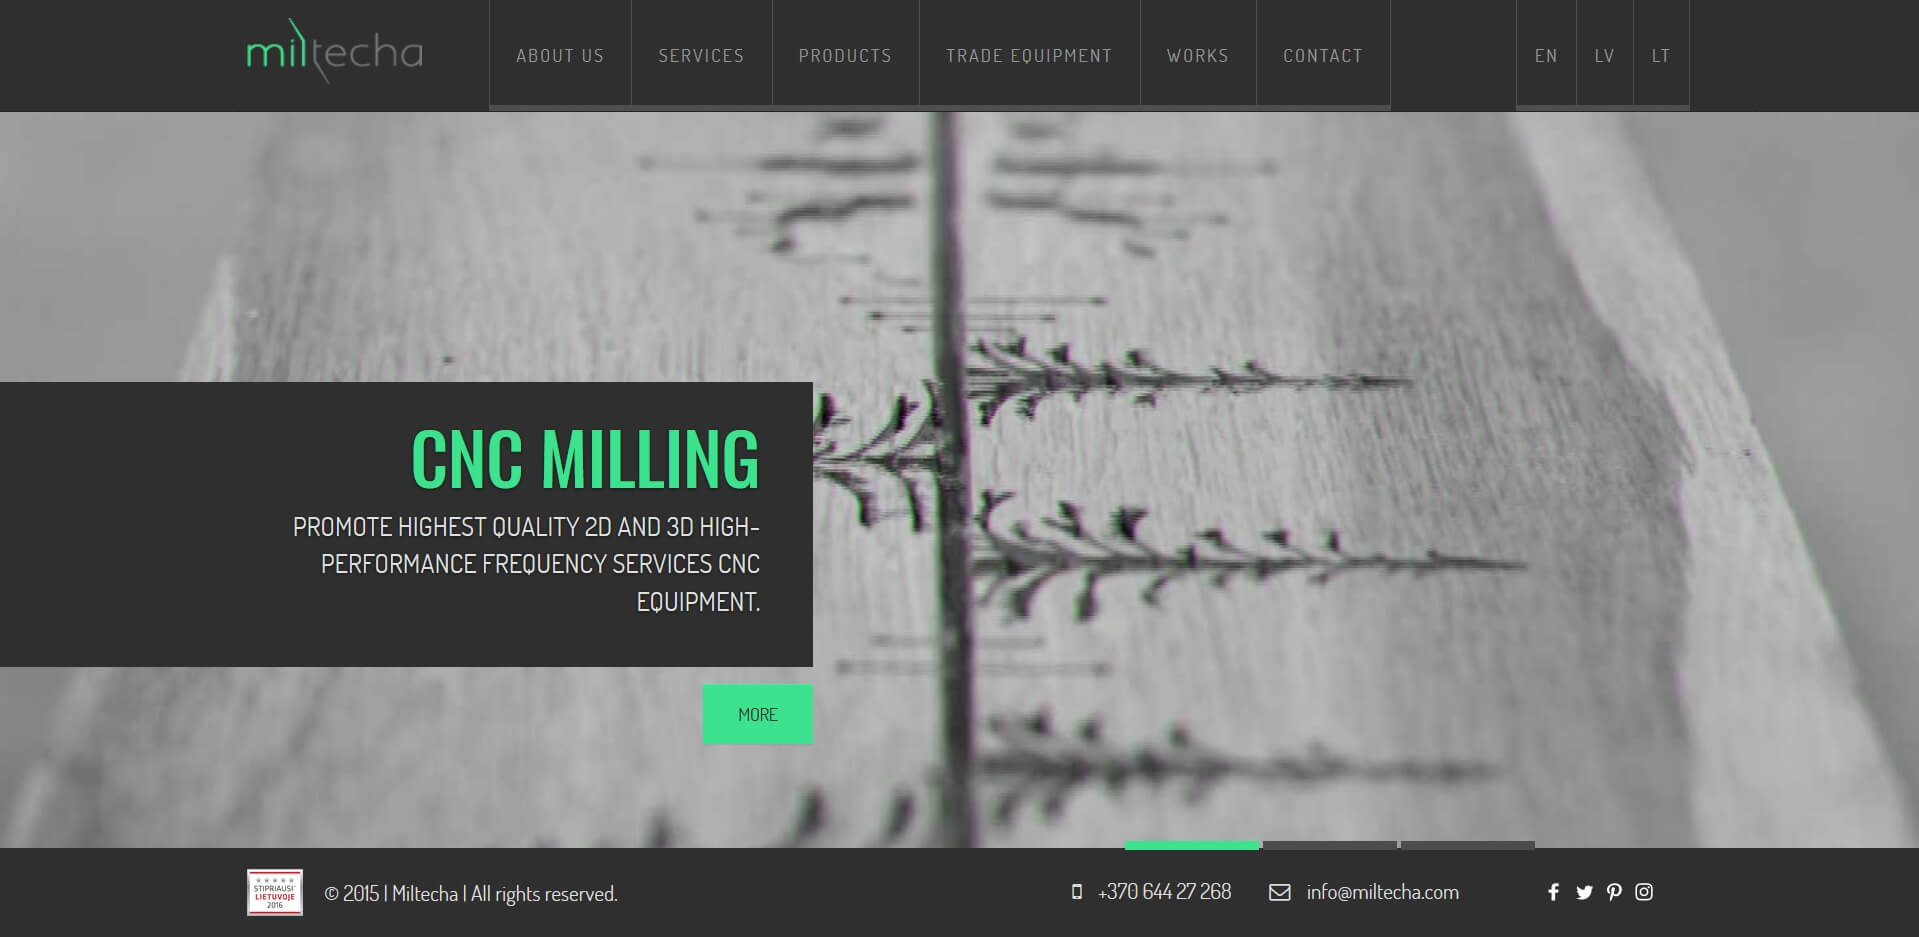 miltecha
ABOUT US
SERVICES
PRODUCTS
TRADE EQUIPMENT
WORKS
CONTACT
EN
LV
LT
CNC MILLING
PROMOTE HIGHEST QUALITY 2D AND 3D HIGH-
PERFORMANCE FREQUENCY SERVICES CNC
EQUIPMENT.
MORE
STIPRIAUSI
LIETUVOJE
2016
© 2015 | Miltecha | All rights reserved.
+370 644 27 268
info@miltecha.com